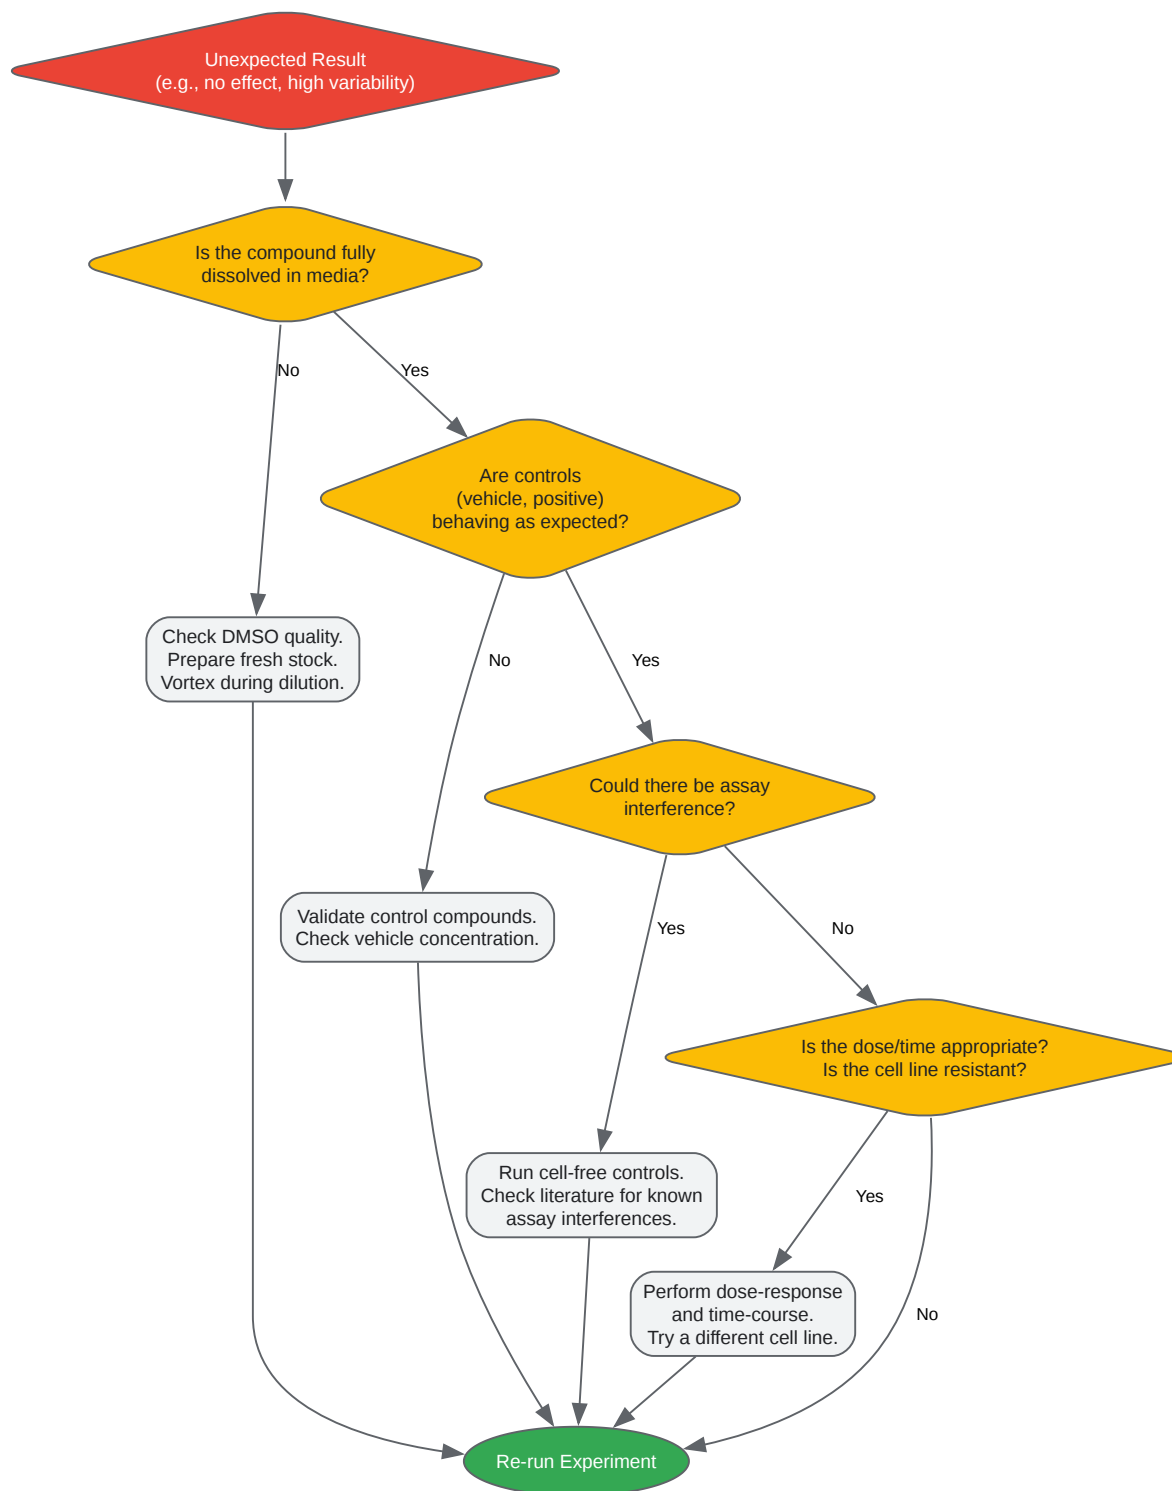 Unexpected Result
(e.g., no effect, high variability)
Is the compound fully
dissolved in media?
No
Yes
Are controls
(vehicle, positive)
behaving as expected?
Check DMSO quality.
Prepare fresh stock.
Vortex during dilution.
No
Yes
Could there be assay
interference?
Validate control compounds.
Check vehicle concentration.
Yes
No
Is the dose/time appropriate?
Is the cell line resistant?
Run cell-free controls.
Check literature for known
assay interferences.
Yes
Perform dose-response
and time-course.
Try a different cell line.
No
Re-run Experiment